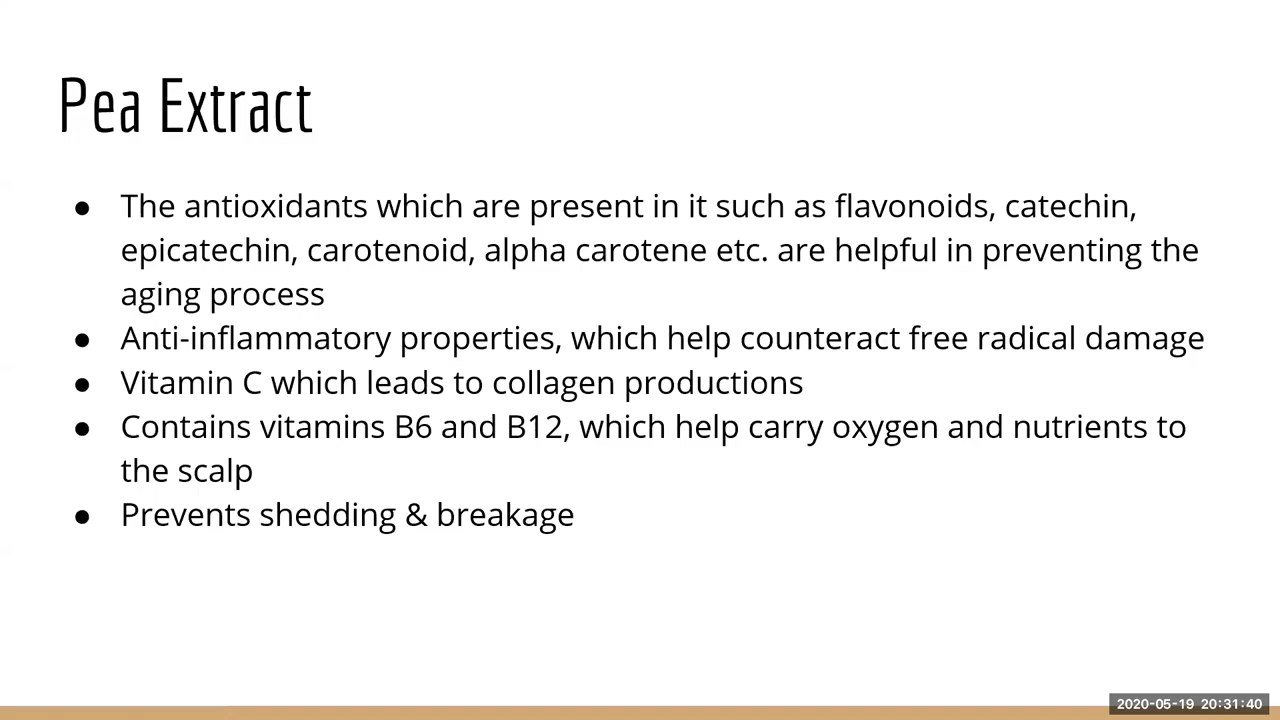 Pea Extract
● The antioxidants which are present in it such as flavonoids, catechin,
epicatechin, carotenoid, alpha carotene etc. are helpful in preventing the
aging process
● Anti-inflammatory properties, which help counteract free radical damage
● Vitamin C which leads to collagen productions
● Contains vitamins B6 and B12, which help carry oxygen and nutrients to
the scalp
● Prevents shedding & breakage
2020-05-19 20:31:40